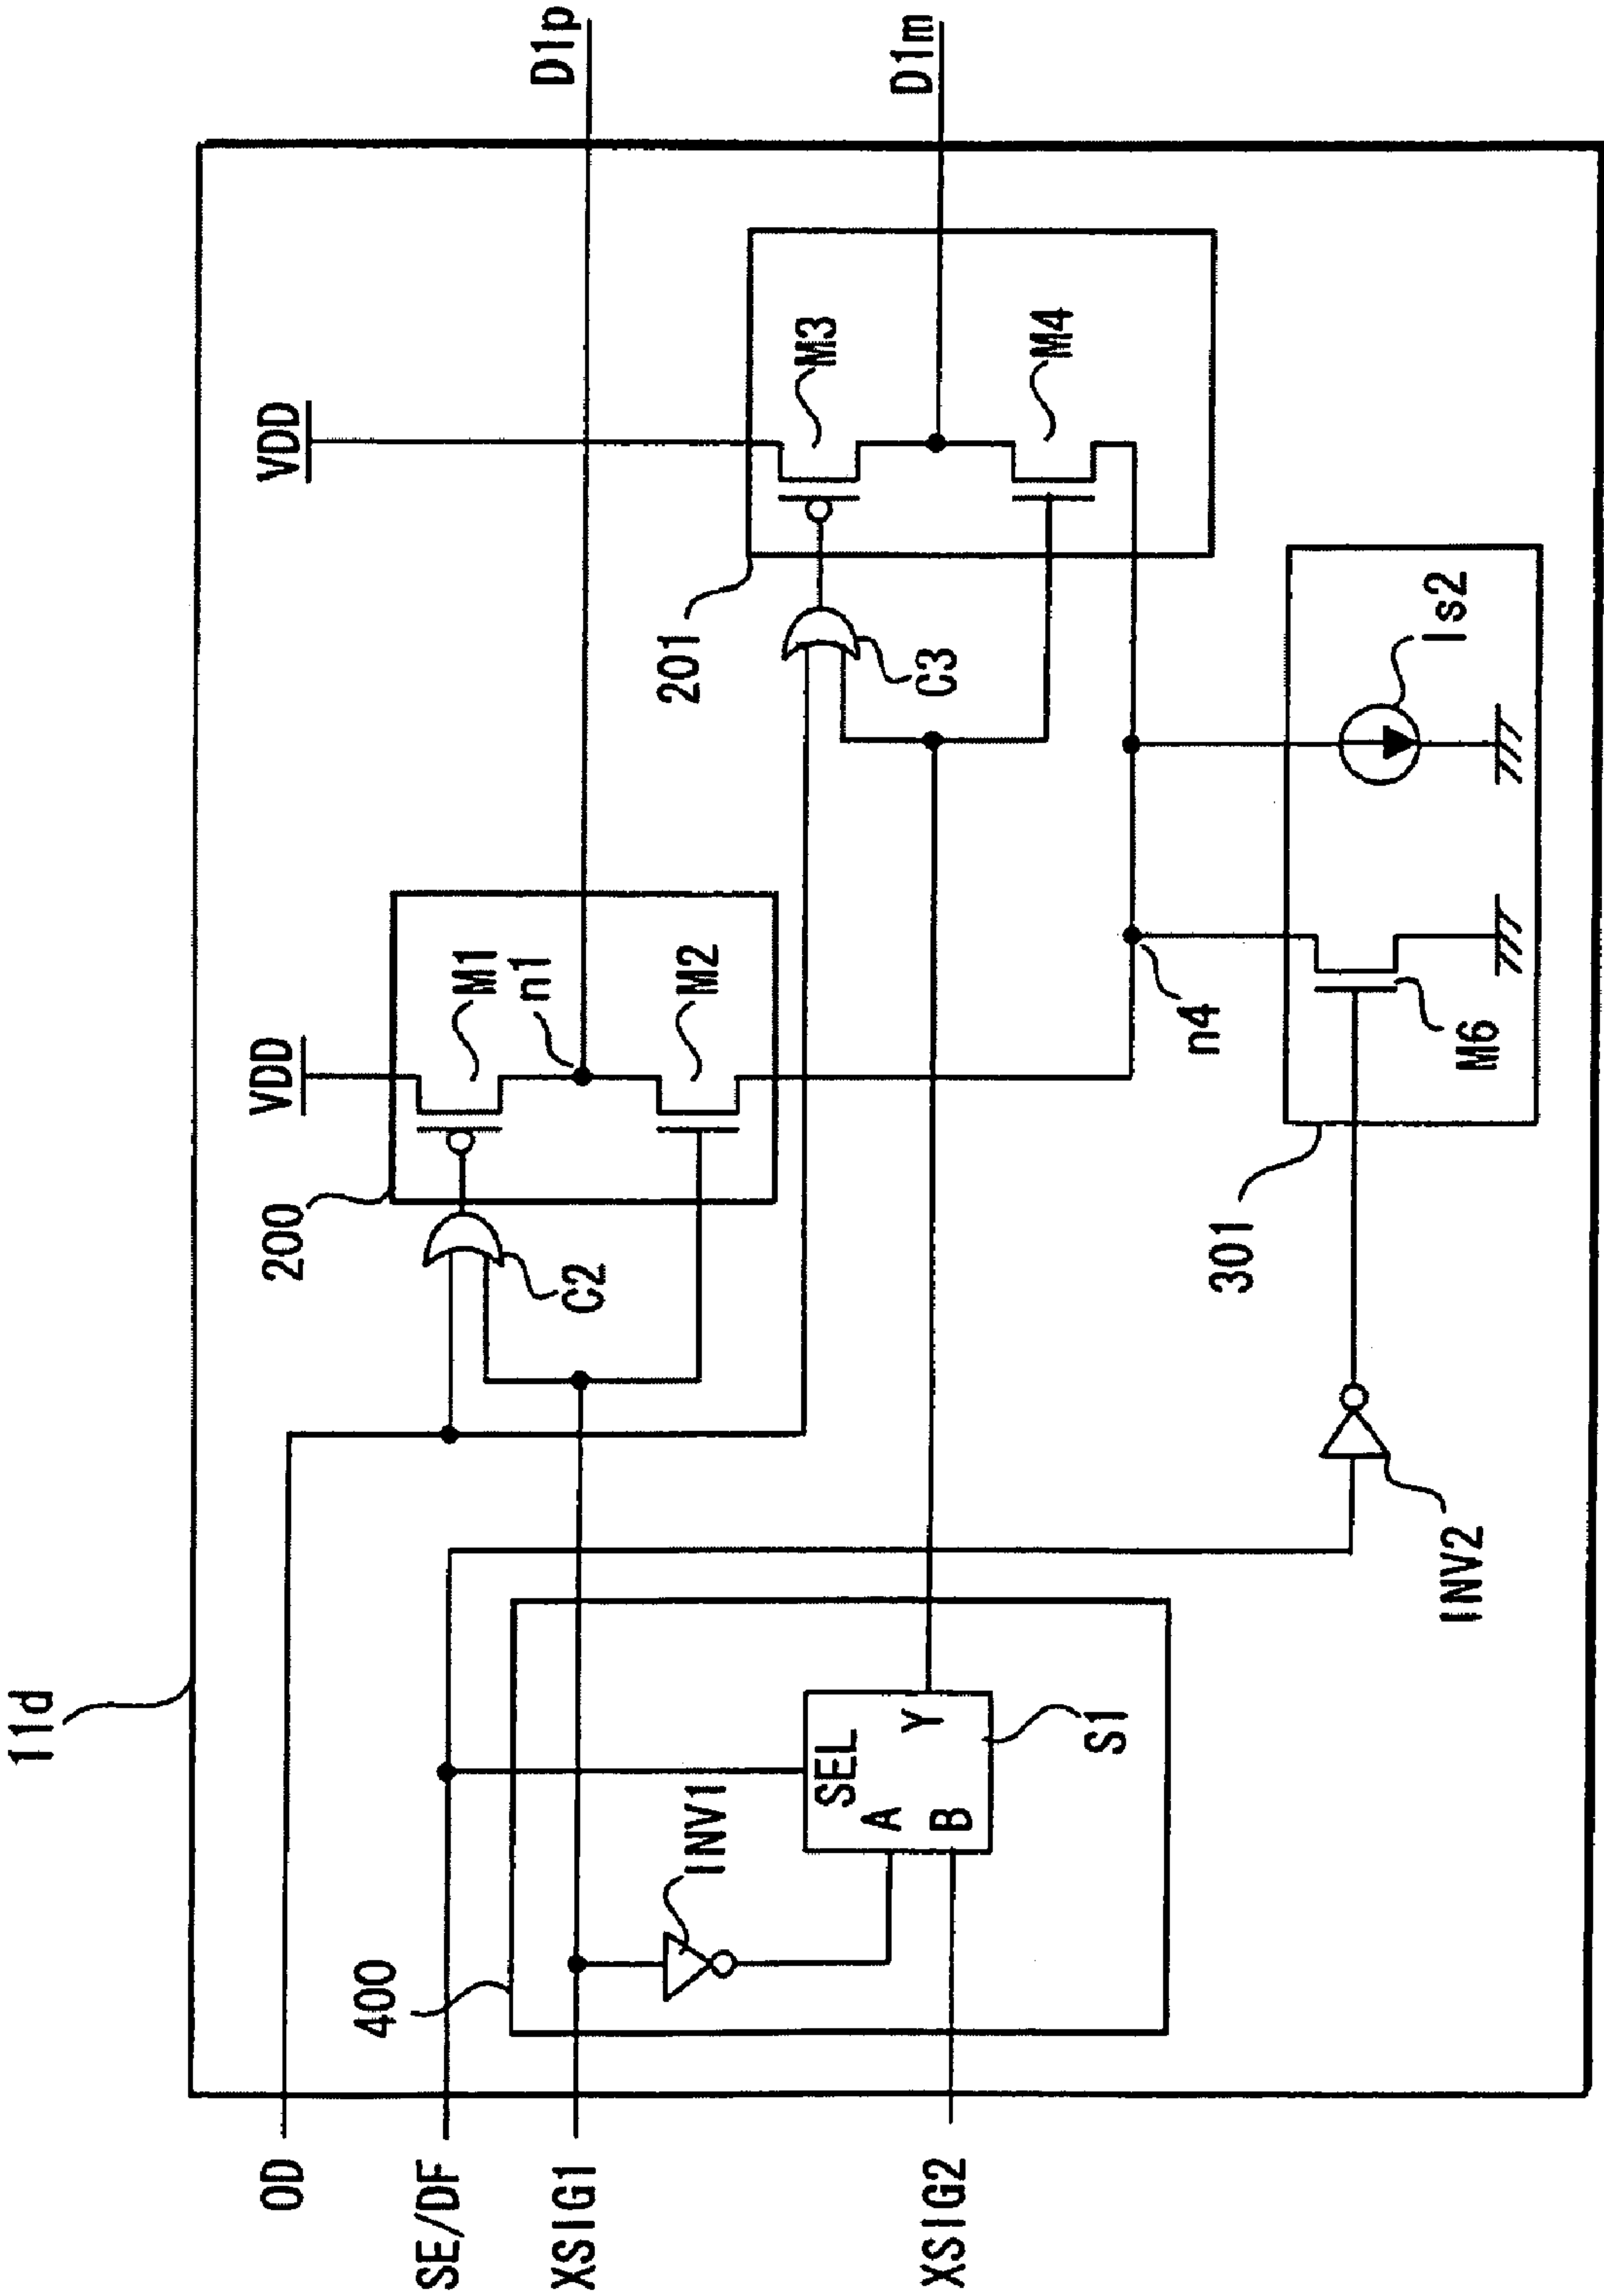 11d
OD
SE/DF
XSIG1
XSIG2
400
INV1
SEL
A
B
Y
S1
INV2
VDD
200
C2
M1
n1
M2
VDD
201
C3
M3
M4
n4
301
M6
Is2
D1p
D1m